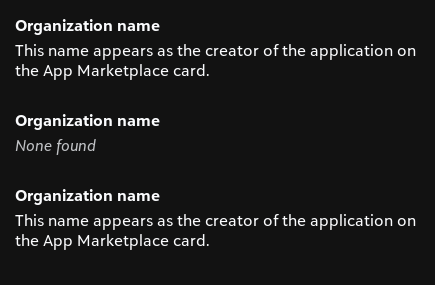 Organization name
This name appears as the creator of the application on
the App Marketplace card.
Organization name
None found
Organization name
This name appears as the creator of the application on
the App Marketplace card.